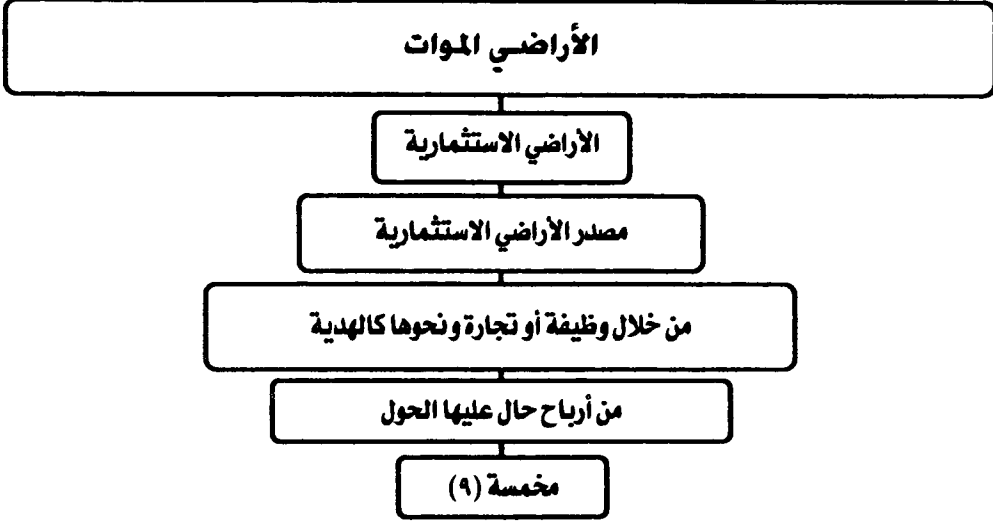 الأراضي الموات
الأراضي الاستثمارية
مصدر الأراضي الاستثمارية
من خلال وظيفة أو تجارة ونحوها كالهدية
من أرباح حال عليها الحول
مخمسة (٩)